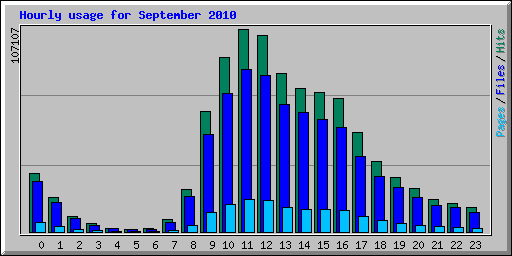 Hourly usage for September 2010
107107
Pages / Files / Hits
0 1 2 3 4 5 6 7 8 9 10 11 12 13 14 15 16 17 18 19 20 21 22 23